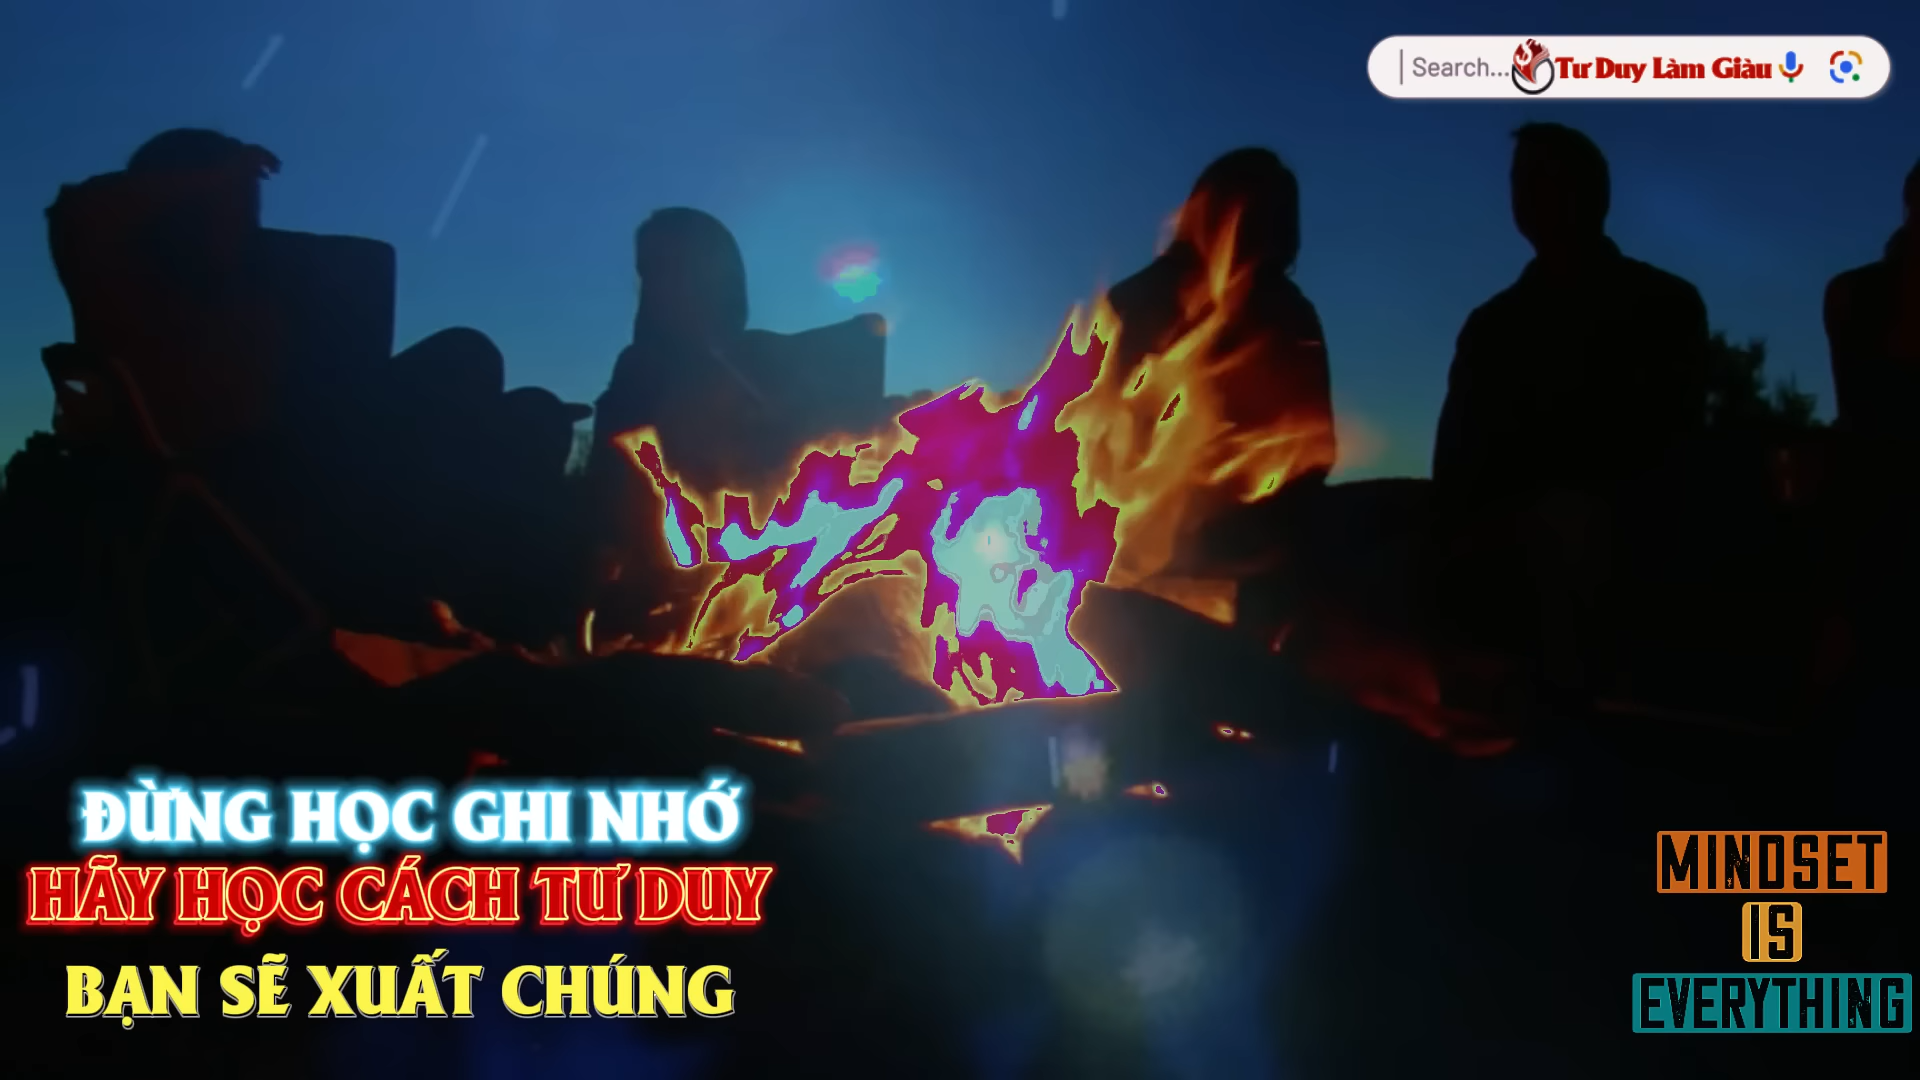 Search... Tư Duy Làm Giàu
ĐỪNG HỌC GHI NHỚ
HÃY HỌC CÁCH TƯ DUY
BẠN SẼ XUẤT CHÚNG
MINDSET
IS
EVERYTHING